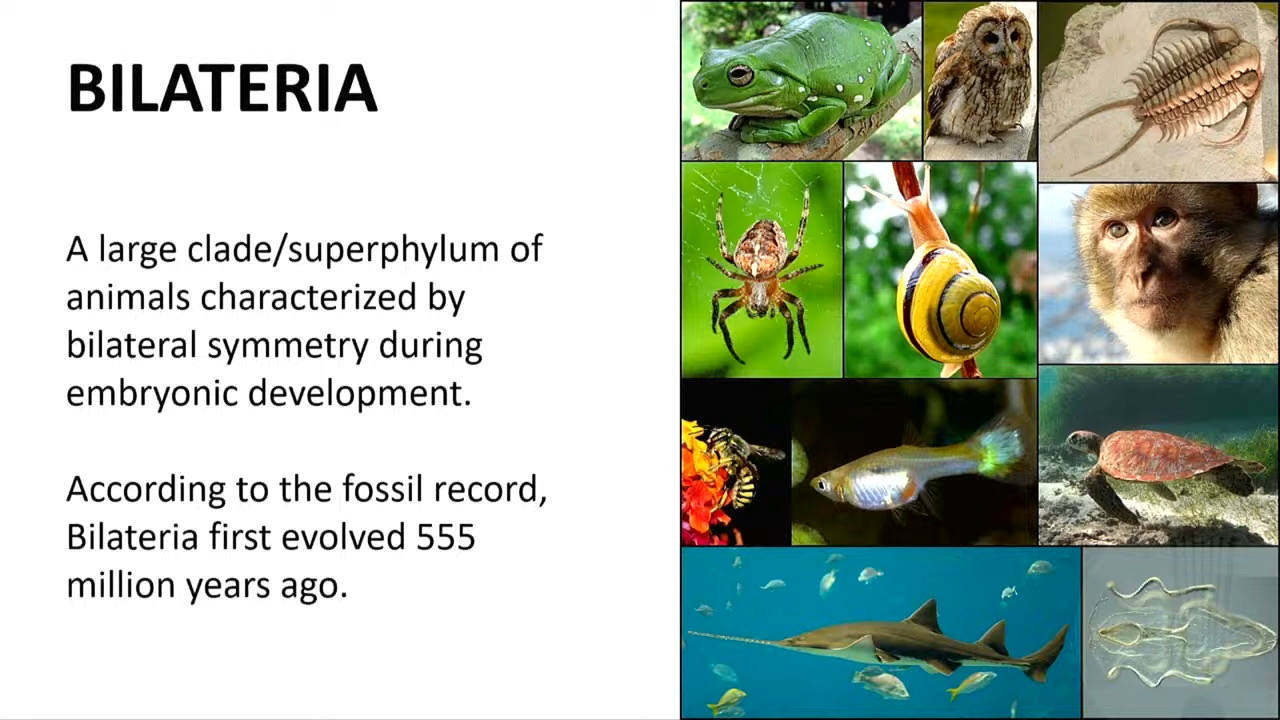 BILATERIA
A large clade/superphylum of
animals characterized by
bilateral symmetry during
embryonic development.
According to the fossil record,
Bilateria first evolved 555
million years ago.